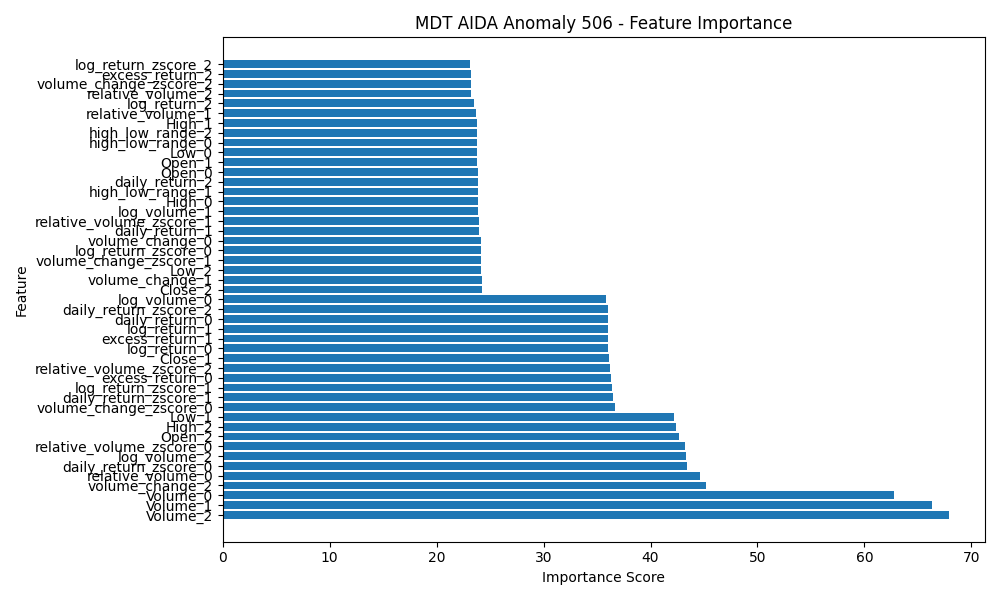 MDT AIDA Anomaly 506 - Feature Importance
log_return_zscore_2
excess_return_2
volume_change_zscore_2
relative_volume_2
log_return_2
relative_volume_1
High_1
high_low_range_2
high_low_range_0
Low_0
Open_1
Open_0
daily_return_2
high_low_range_1
High_0
log_volume_1
relative_volume_zscore_1
daily_return_1
volume_change_0
log_return_zscore_0
volume_change_zscore_1
Low_2
volume_change_1
Close_2
log_volume_0
daily_return_zscore_2
daily_return_0
log_return_1
excess_return_1
log_return_0
Close_1
relative_volume_zscore_2
excess_return_0
log_return_zscore_1
daily_return_zscore_1
volume_change_zscore_0
Low_1
High_2
Open_2
relative_volume_zscore_0
log_volume_2
daily_return_zscore_0
relative_volume_0
volume_change_2
Volume_0
Volume_1
Volume_2
Feature
0 10 20 30 40 50 60 70
Importance Score